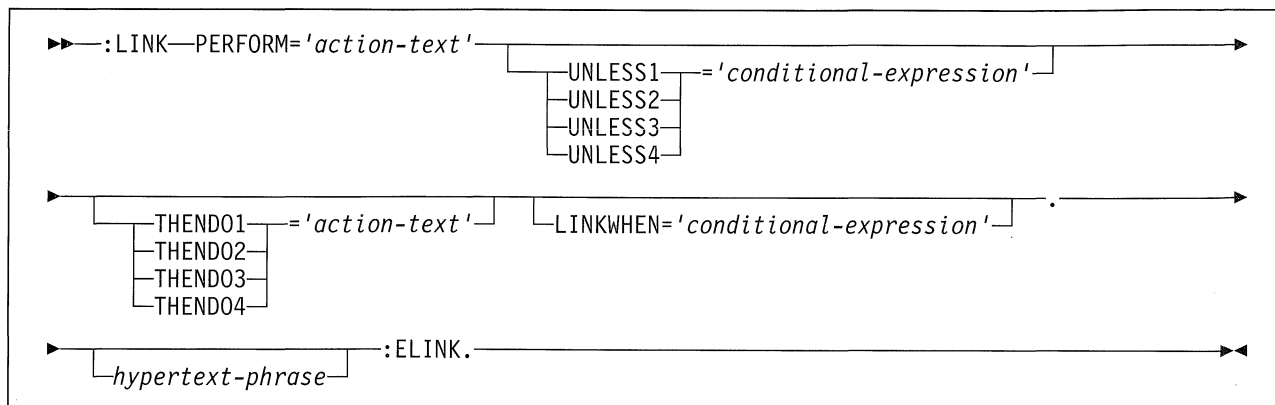 :LINK PERFORM='action-text'
UNLESS1 ='conditional-expression'
UNLESS2
UNLESS3
UNLESS4
THENDO1 ='action-text' LINKWHEN='conditional-expression' .
THENDO2
THENDO3
THENDO4
:ELINK.
hypertext-phrase